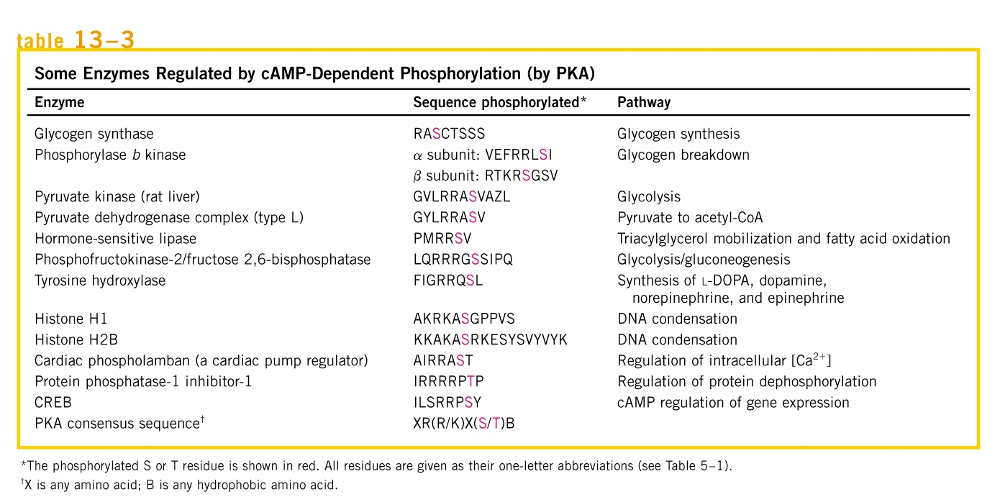 table 13–3
Some Enzymes Regulated by cAMP-Dependent Phosphorylation (by PKA)
Enzyme Sequence phosphorylated* Pathway
Glycogen synthase RASCTSSS Glycogen synthesis
Phosphorylase b kinase α subunit: VEFRRLSI Glycogen breakdown
β subunit: RTKRSGSV
Pyruvate kinase (rat liver) GVLRRASVAZL Glycolysis
Pyruvate dehydrogenase complex (type L) GYLRRASV Pyruvate to acetyl-CoA
Hormone-sensitive lipase PMRRSV Triacylglycerol mobilization and fatty acid oxidation
Phosphofructokinase-2/fructose 2,6-bisphosphatase LQRRRGSSIPQ Glycolysis/gluconeogenesis
Tyrosine hydroxylase FIGRRQSL Synthesis of L-DOPA, dopamine,
norepinephrine, and epinephrine
Histone H1 AKRKASGPPVS DNA condensation
Histone H2B KKAKASRKESYSVYVYK DNA condensation
Cardiac phospholamban (a cardiac pump regulator) AIRRAST Regulation of intracellular [Ca²⁺]
Protein phosphatase-1 inhibitor-1 IRRRRPTP Regulation of protein dephosphorylation
CREB ILSRRPSY cAMP regulation of gene expression
PKA consensus sequence† XR(R/K)X(S/T)B
*The phosphorylated S or T residue is shown in red. All residues are given as their one-letter abbreviations (see Table 5–1).
†X is any amino acid; B is any hydrophobic amino acid.